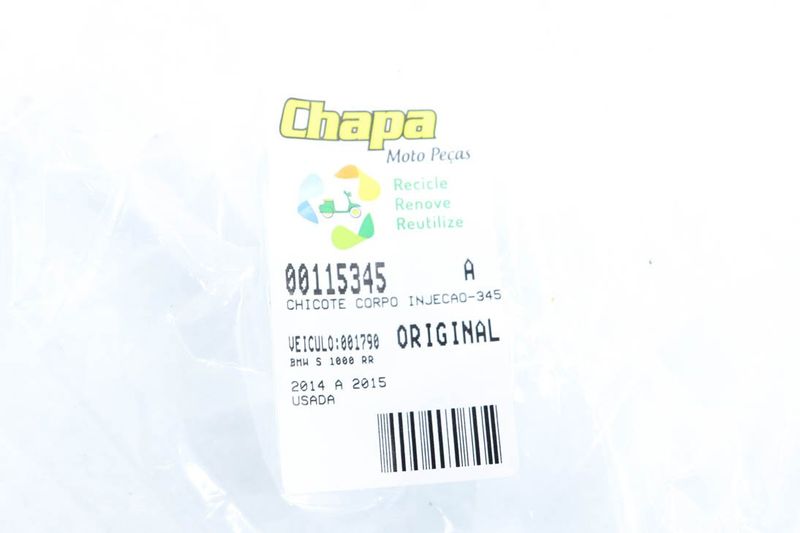 Chapa
Moto Peças
Recicle
Renove
Reutilize
00115345 A
CHICOTE CORPO INJECAO-345
VEICULO:001790 ORIGINAL
BMW S 1000 RR
2014 A 2015
USADA